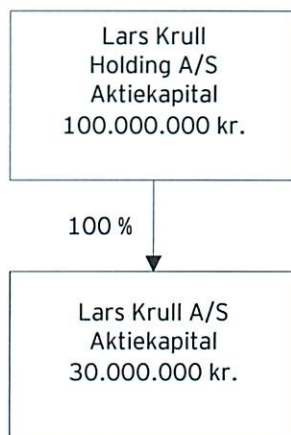 Lars Krull
Holding A/S
Aktiekapital
100.000.000 kr.
100 %
Lars Krull A/S
Aktiekapital
30.000.000 kr.